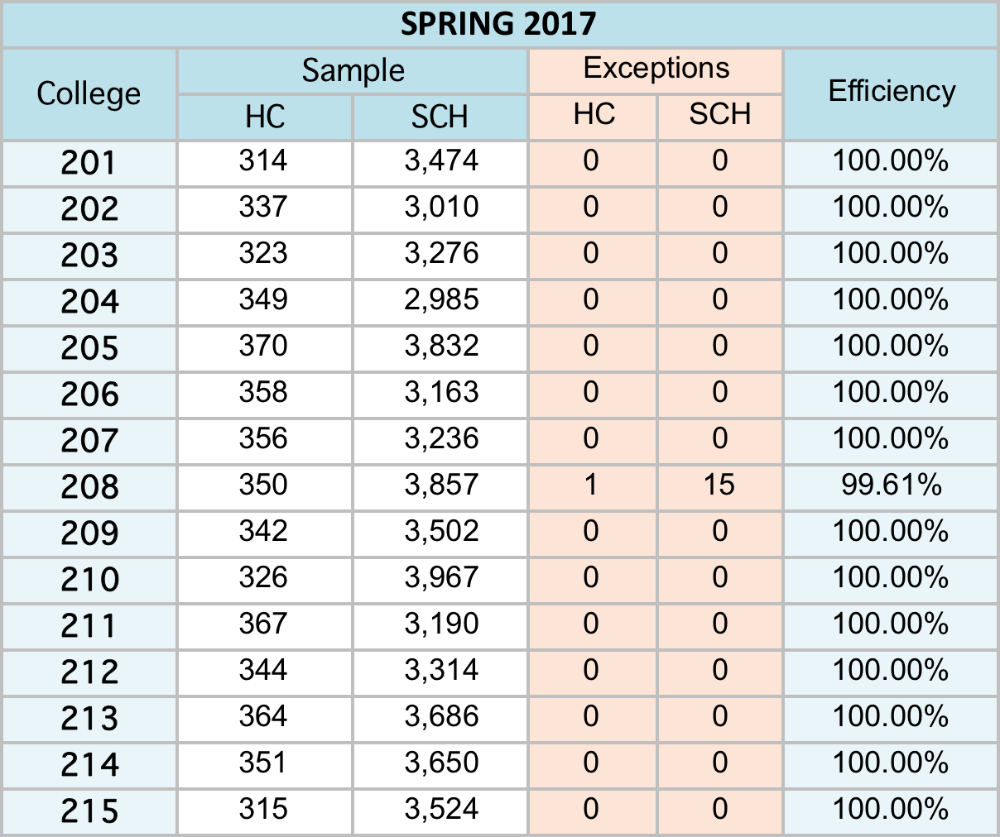 SPRING 2017
College Sample Exceptions Efficiency
HC SCH HC SCH
201 314 3,474 0 0 100.00%
202 337 3,010 0 0 100.00%
203 323 3,276 0 0 100.00%
204 349 2,985 0 0 100.00%
205 370 3,832 0 0 100.00%
206 358 3,163 0 0 100.00%
207 356 3,236 0 0 100.00%
208 350 3,857 1 15 99.61%
209 342 3,502 0 0 100.00%
210 326 3,967 0 0 100.00%
211 367 3,190 0 0 100.00%
212 344 3,314 0 0 100.00%
213 364 3,686 0 0 100.00%
214 351 3,650 0 0 100.00%
215 315 3,524 0 0 100.00%